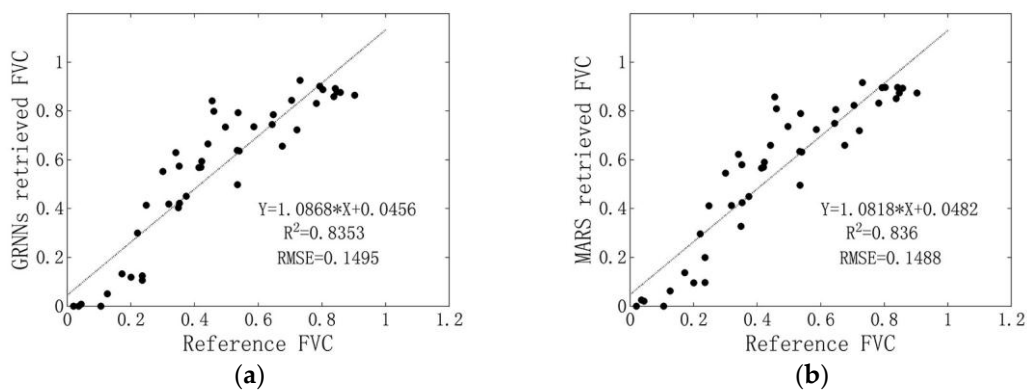 GRNNs retrieved FVC
1
0.8
0.6
0.4
0.2
0
Y=1.0868*X+0.0456
R²=0.8353
RMSE=0.1495
0 0.2 0.4 0.6 0.8 1 1.2
Reference FVC
(a)
MARS retrieved FVC
1
0.8
0.6
0.4
0.2
0
Y=1.0818*X+0.0482
R²=0.836
RMSE=0.1488
0 0.2 0.4 0.6 0.8 1 1.2
Reference FVC
(b)